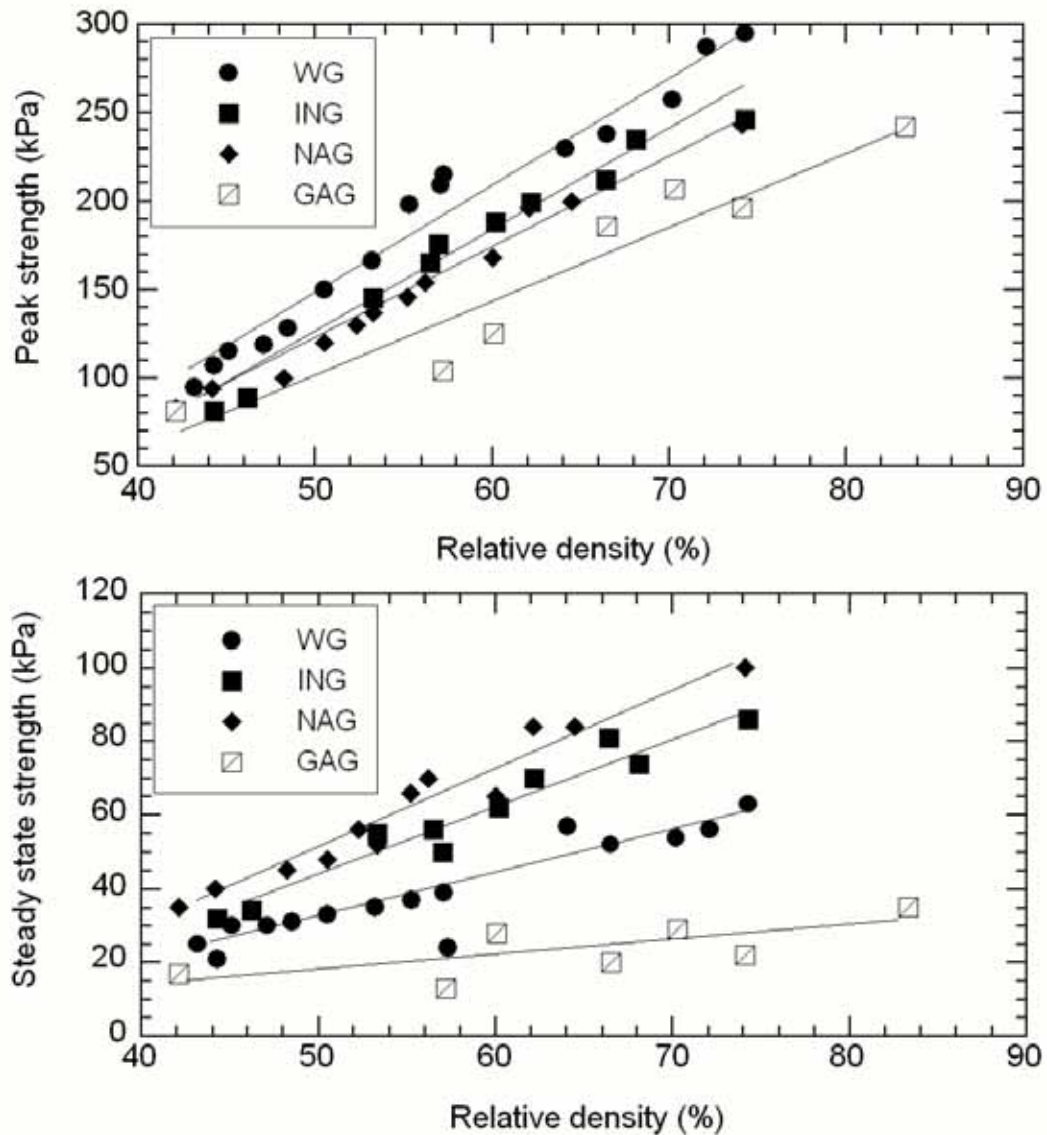 300
250
200
150
100
50
Peak strength (kPa)
WG
ING
NAG
GAG
40 50 60 70 80 90
Relative density (%)
120
100
80
60
40
20
0
Steady state strength (kPa)
WG
ING
NAG
GAG
40 50 60 70 80 90
Relative density (%)